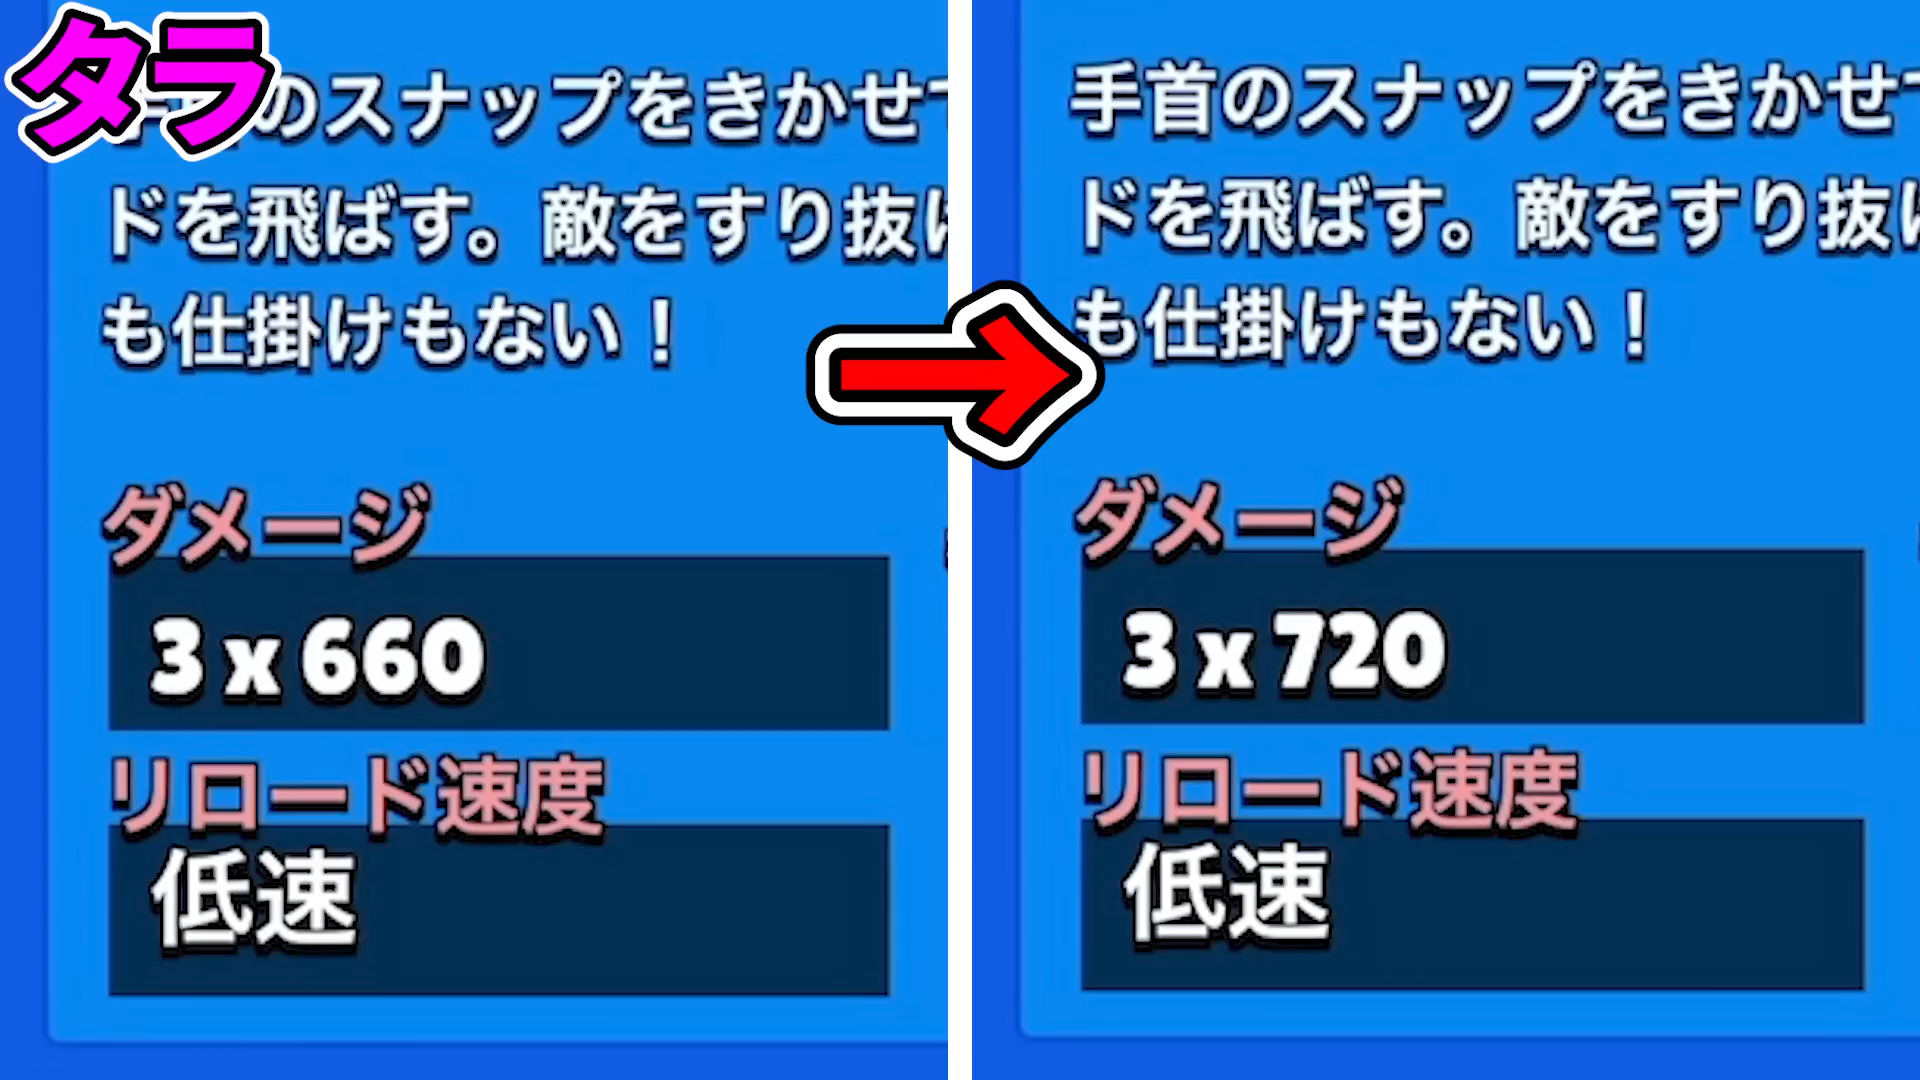 タラ
のスナップをきかせ
ドを飛ばす。敵をすり抜け
も仕掛けもない！
ダメージ
3 x 660
リロード速度
低速
手首のスナップをきかせて
ドを飛ばす。敵をすり抜け
も仕掛けもない！
ダメージ
3 x 720
リロード速度
低速